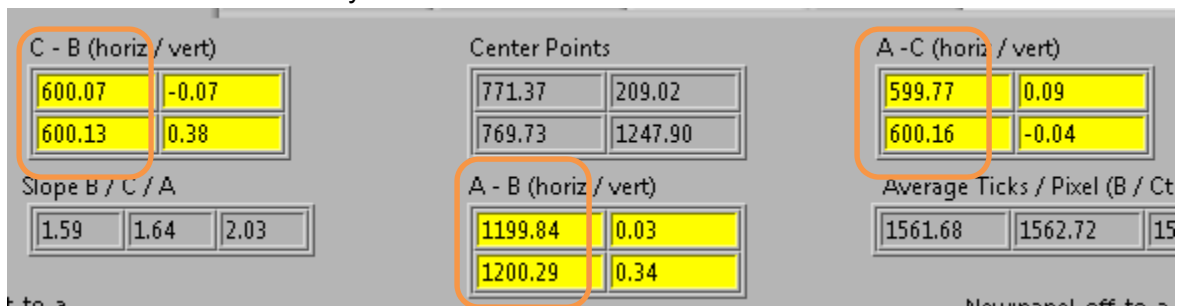 C - B (horiz / vert)
600.07 -0.07
600.13 0.38
Center Points
771.37 209.02
769.73 1247.90
A -C (horiz / vert)
599.77 0.09
600.16 -0.04
Slope B / C / A
1.59 1.64 2.03
A - B (horiz / vert)
1199.84 0.03
1200.29 0.34
Average Ticks / Pixel (B / Ct
1561.68 1562.72 15